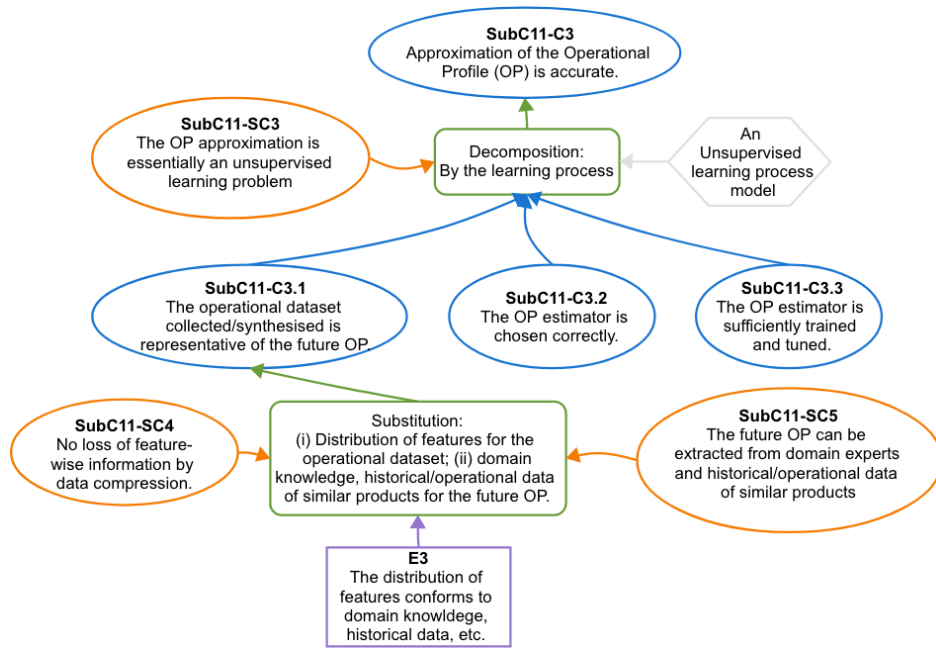 SubC11-C3
Approximation of the Operational
Profile (OP) is accurate.
SubC11-SC3
The OP approximation is
essentially an unsupervised
learning problem
Decomposition:
By the learning process
An
Unsupervised
learning process
model
SubC11-C3.1
The operational dataset
collected/synthesised is
representative of the future OP.
SubC11-C3.2
The OP estimator is
chosen correctly.
SubC11-C3.3
The OP estimator is
sufficiently trained
and tuned.
SubC11-SC4
No loss of feature-
wise information by
data compression.
Substitution:
(i) Distribution of features for the
operational dataset; (ii) domain
knowledge, historical/operational data
of similar products for the future OP.
SubC11-SC5
The future OP can be
extracted from domain experts
and historical/operational data
of similar products
E3
The distribution of
features conforms to
domain knowldege,
historical data, etc.